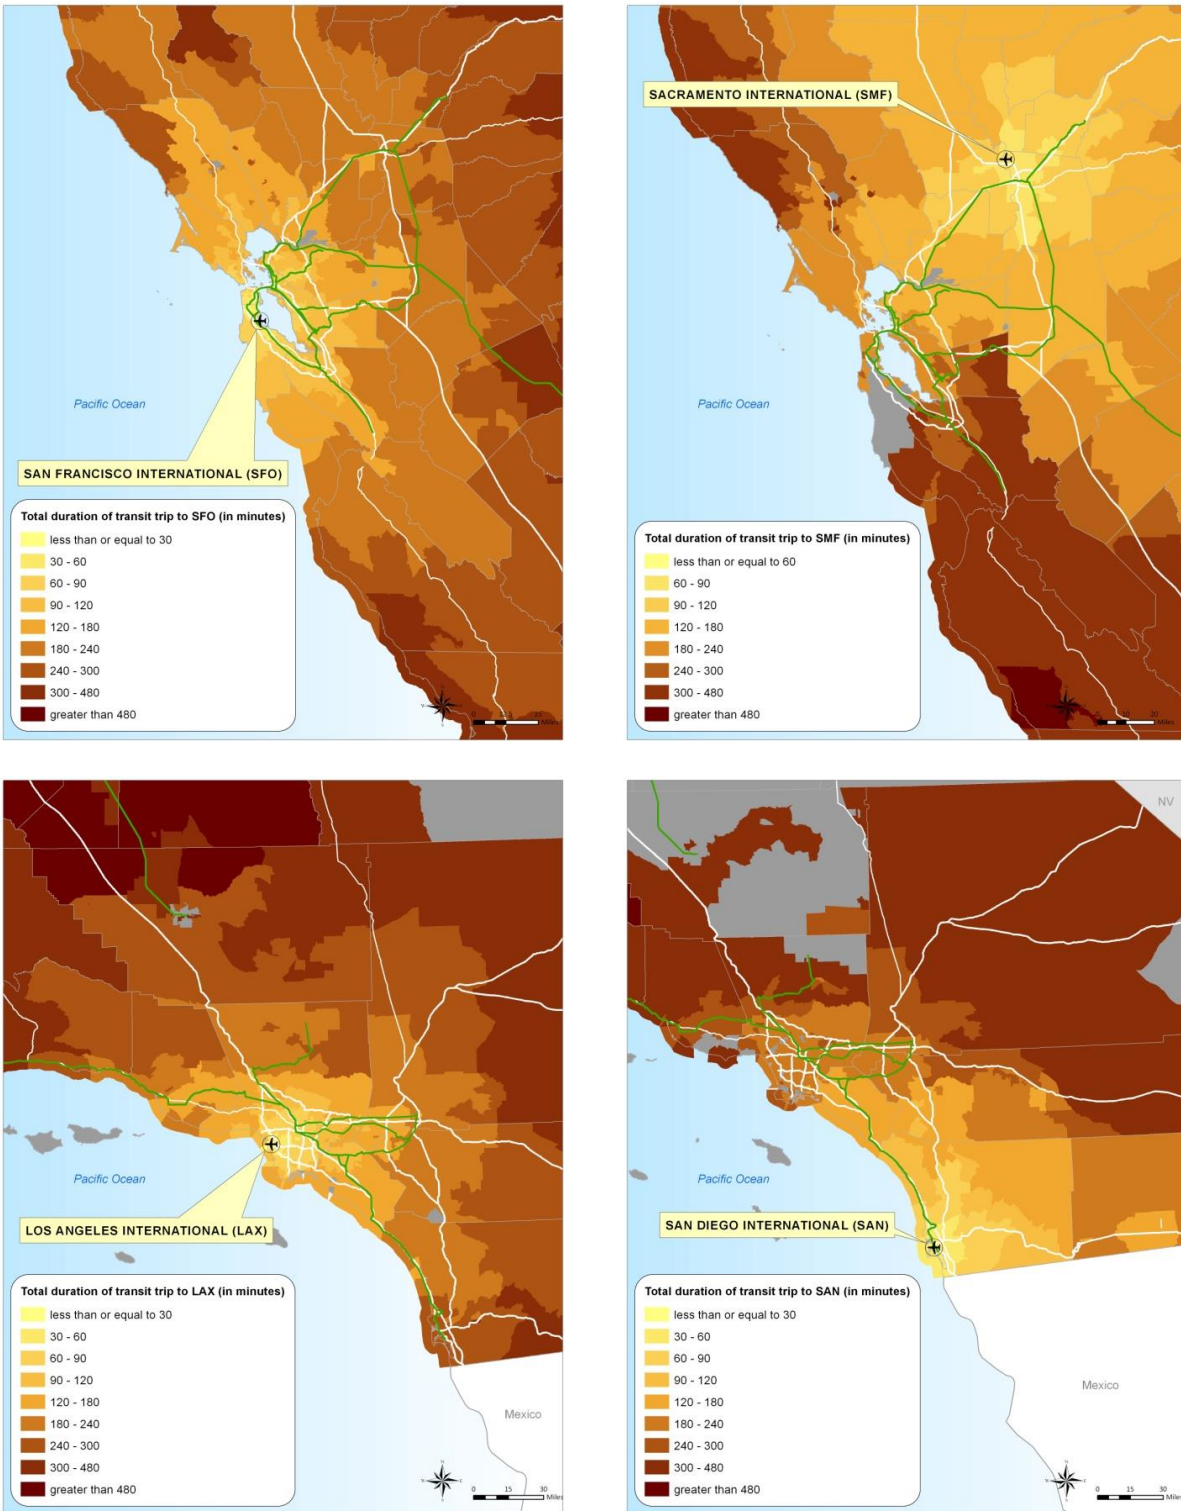 Pacific Ocean
SAN FRANCISCO INTERNATIONAL (SFO)
Total duration of transit trip to SFO (in minutes)
less than or equal to 30
30 - 60
60 - 90
90 - 120
120 - 180
180 - 240
240 - 300
300 - 480
greater than 480
Miles
SACRAMENTO INTERNATIONAL (SMF)
Pacific Ocean
Total duration of transit trip to SMF (in minutes)
less than or equal to 60
60 - 90
90 - 120
120 - 180
180 - 240
240 - 300
300 - 480
greater than 480
10 20
Miles
Pacific Ocean
LOS ANGELES INTERNATIONAL (LAX)
Total duration of transit trip to LAX (in minutes)
less than or equal to 30
30 - 60
60 - 90
90 - 120
120 - 180
180 - 240
240 - 300
300 - 480
greater than 480
Mexico
0 15 30
Miles
NV
Pacific Ocean
SAN DIEGO INTERNATIONAL (SAN)
Total duration of transit trip to SAN (in minutes)
less than or equal to 30
30 - 60
60 - 90
90 - 120
120 - 180
180 - 240
240 - 300
300 - 480
greater than 480
Mexico
0 15 30
Miles